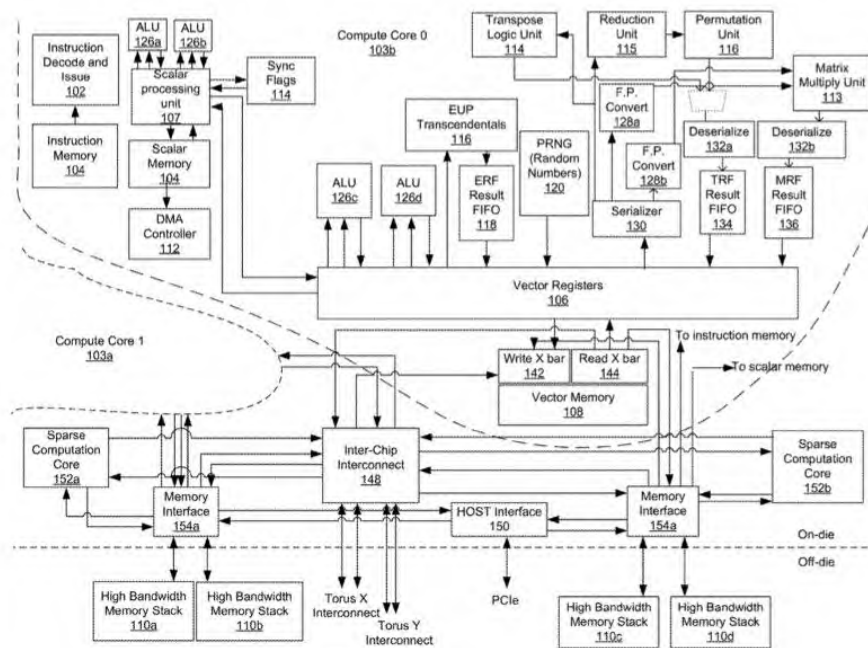 Compute Core 0
103b
Instruction
Decode and
Issue
102
Instruction
Memory
104
ALU
126a
ALU
126b
Scalar
processing
unit
107
Sync
Flags
114
Scalar
Memory
104
DMA
Controller
112
Transpose
Logic Unit
114
Reduction
Unit
115
Permutation
Unit
116
Matrix
Multiply Unit
113
F.P.
Convert
128a
F.P.
Convert
128b
Deserialize
132a
Deserialize
132b
EUP
Transcendentals
116
PRNG
(Random
Numbers)
120
ALU
126c
ALU
126d
ERF
Result
FIFO
118
Serializer
130
TRF
Result
FIFO
134
MRF
Result
FIFO
136
Vector Registers
106
Compute Core 1
103a
Write X bar
142
Read X bar
144
Vector Memory
108
To instruction memory
To scalar memory
Sparse
Computation
Core
152a
Inter-Chip
Interconnect
148
Sparse
Computation
Core
152b
Memory
Interface
154a
HOST Interface
150
Memory
Interface
154a
On-die
Off-die
High Bandwidth
Memory Stack
110a
High Bandwidth
Memory Stack
110b
Torus X
Interconnect
Torus Y
Interconnect
PCIe
High Bandwidth
Memory Stack
110c
High Bandwidth
Memory Stack
110d